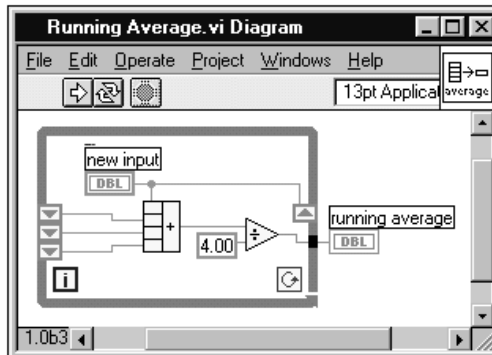 Running Average.vi Diagram
File Edit Operate Project Windows Help
13pt Applicat
average
new input
DBL
+
4.00
÷
running average
DBL
i
1.0b3